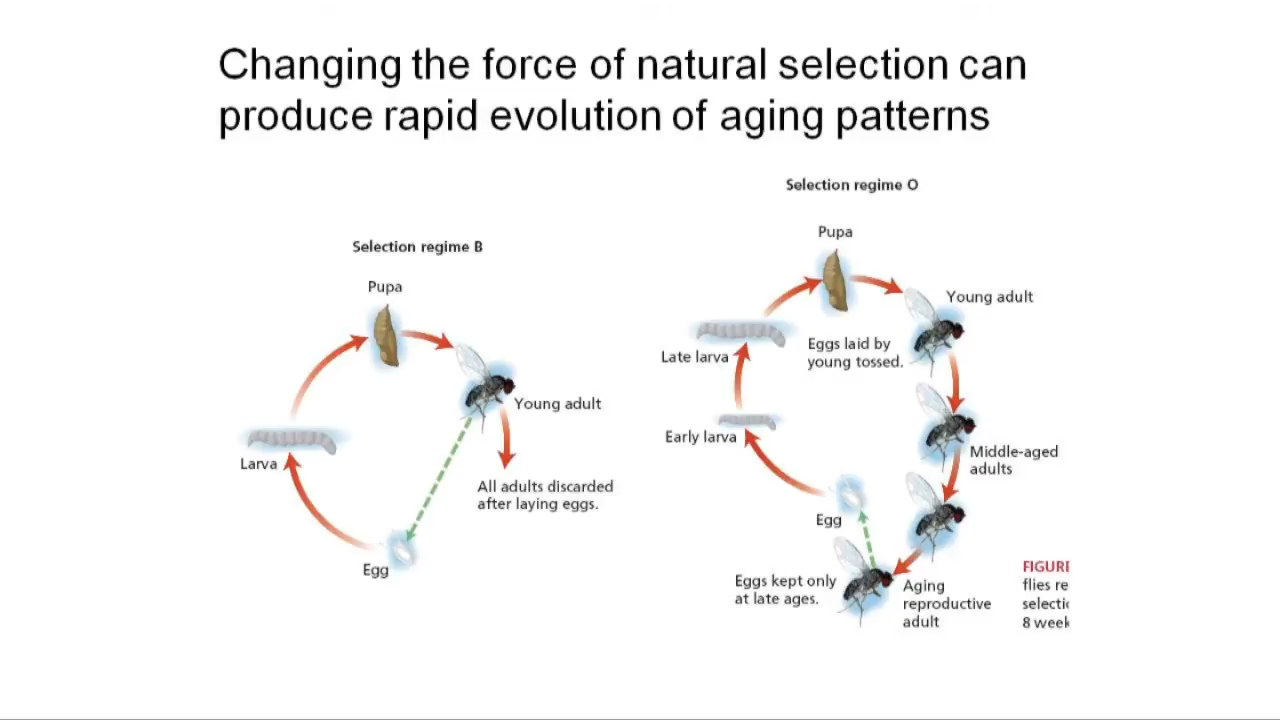 Changing the force of natural selection can
produce rapid evolution of aging patterns
Selection regime B
Pupa
Young adult
Larva
All adults discarded
after laying eggs.
Egg
Selection regime O
Pupa
Young adult
Eggs laid by
young tossed.
Late larva
Early larva
Middle-aged
adults
Egg
Eggs kept only
at late ages.
Aging
reproductive
adult
FIGURE
flies re
selectic
8 week